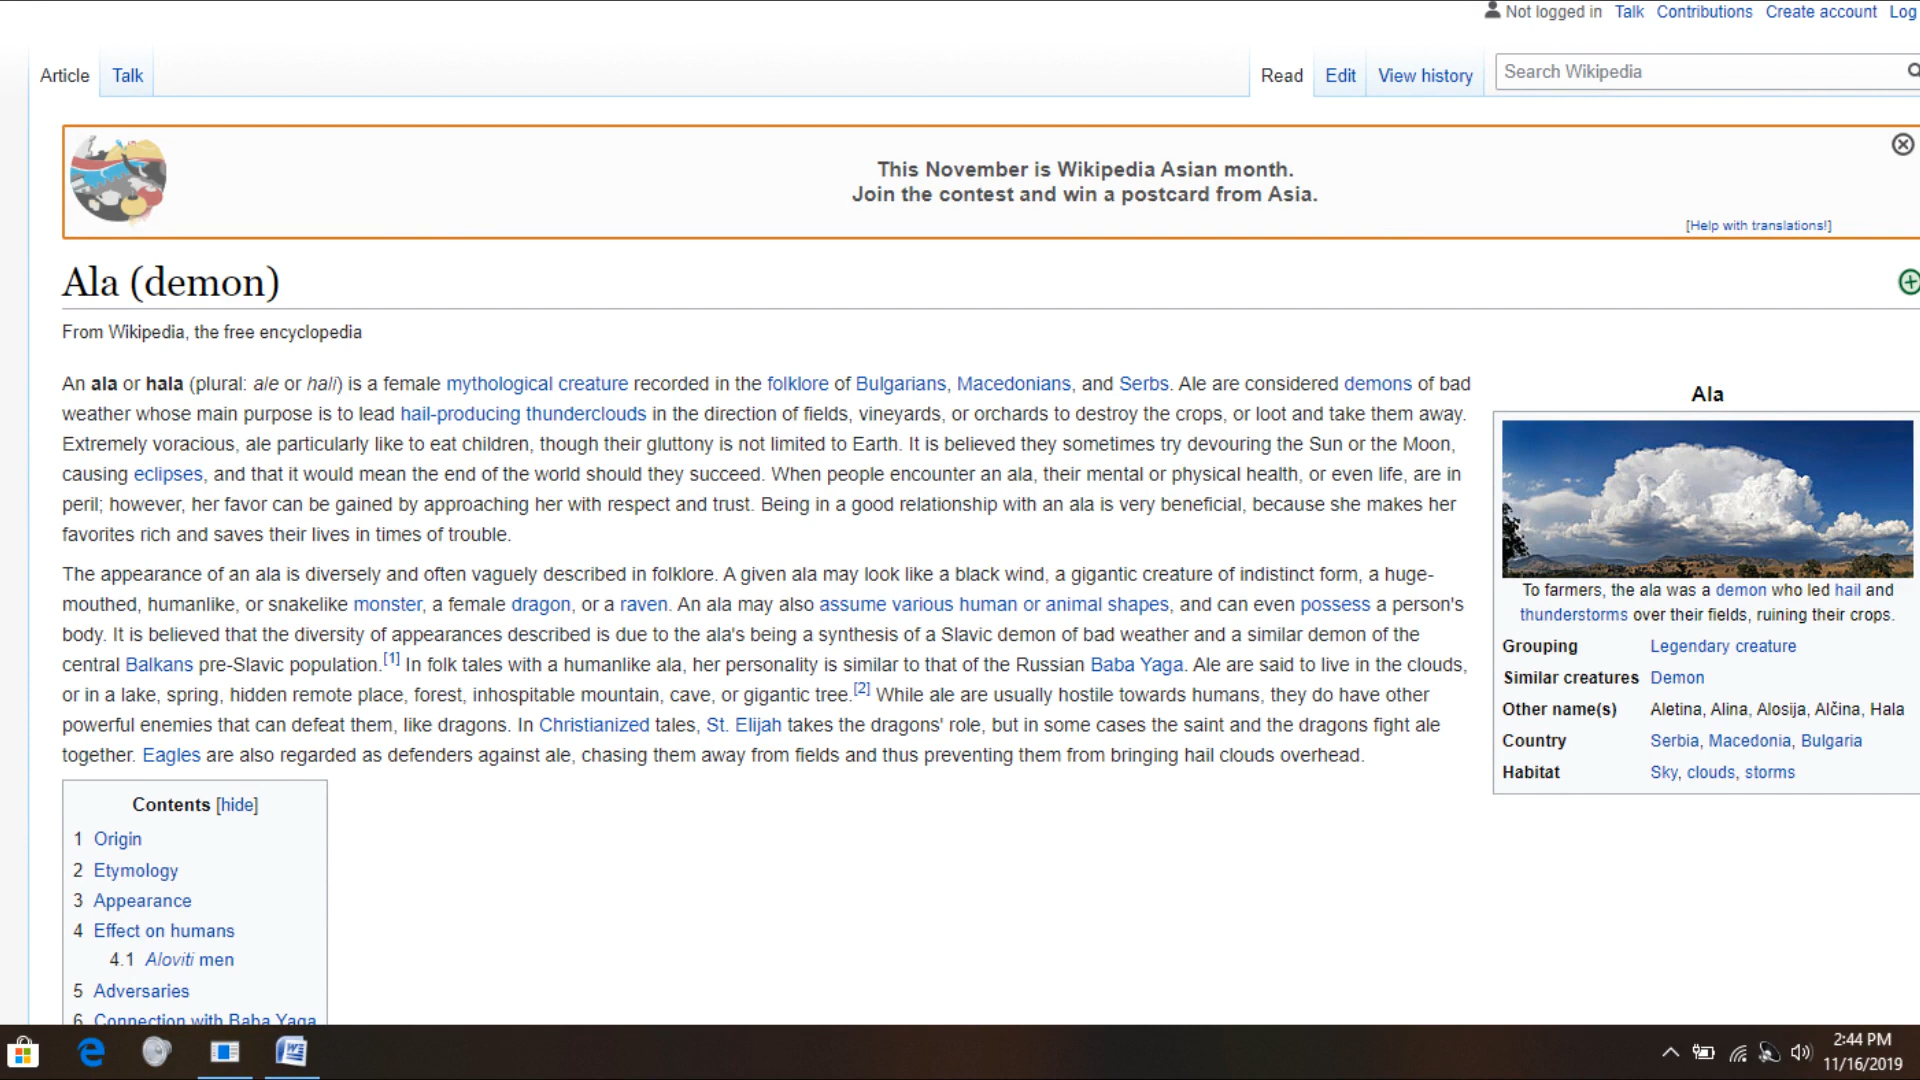 Not logged in Talk Contributions Create account Log
Article Talk Read Edit View history Search Wikipedia
This November is Wikipedia Asian month.
Join the contest and win a postcard from Asia.
[Help with translations!]
Ala (demon)
From Wikipedia, the free encyclopedia
An ala or hala (plural: ale or hali) is a female mythological creature recorded in the folklore of Bulgarians, Macedonians, and Serbs. Ale are considered demons of bad
weather whose main purpose is to lead hail-producing thunderclouds in the direction of fields, vineyards, or orchards to destroy the crops, or loot and take them away.
Extremely voracious, ale particularly like to eat children, though their gluttony is not limited to Earth. It is believed they sometimes try devouring the Sun or the Moon,
causing eclipses, and that it would mean the end of the world should they succeed. When people encounter an ala, their mental or physical health, or even life, are in
peril; however, her favor can be gained by approaching her with respect and trust. Being in a good relationship with an ala is very beneficial, because she makes her
favorites rich and saves their lives in times of trouble.
The appearance of an ala is diversely and often vaguely described in folklore. A given ala may look like a black wind, a gigantic creature of indistinct form, a huge-
mouthed, humanlike, or snakelike monster, a female dragon, or a raven. An ala may also assume various human or animal shapes, and can even possess a person's
body. It is believed that the diversity of appearances described is due to the ala's being a synthesis of a Slavic demon of bad weather and a similar demon of the
central Balkans pre-Slavic population.[1] In folk tales with a humanlike ala, her personality is similar to that of the Russian Baba Yaga. Ale are said to live in the clouds,
or in a lake, spring, hidden remote place, forest, inhospitable mountain, cave, or gigantic tree.[2] While ale are usually hostile towards humans, they do have other
powerful enemies that can defeat them, like dragons. In Christianized tales, St. Elijah takes the dragons' role, but in some cases the saint and the dragons fight ale
together. Eagles are also regarded as defenders against ale, chasing them away from fields and thus preventing them from bringing hail clouds overhead.
Ala
To farmers, the ala was a demon who led hail and
thunderstorms over their fields, ruining their crops.
Grouping Legendary creature
Similar creatures Demon
Other name(s) Aletina, Alina, Alosija, Alčina, Hala
Country Serbia, Macedonia, Bulgaria
Habitat Sky, clouds, storms
Contents [hide]
1 Origin
2 Etymology
3 Appearance
4 Effect on humans
4.1 Aloviti men
5 Adversaries
6 Connection with Baba Yaga
2:44 PM
11/16/2019